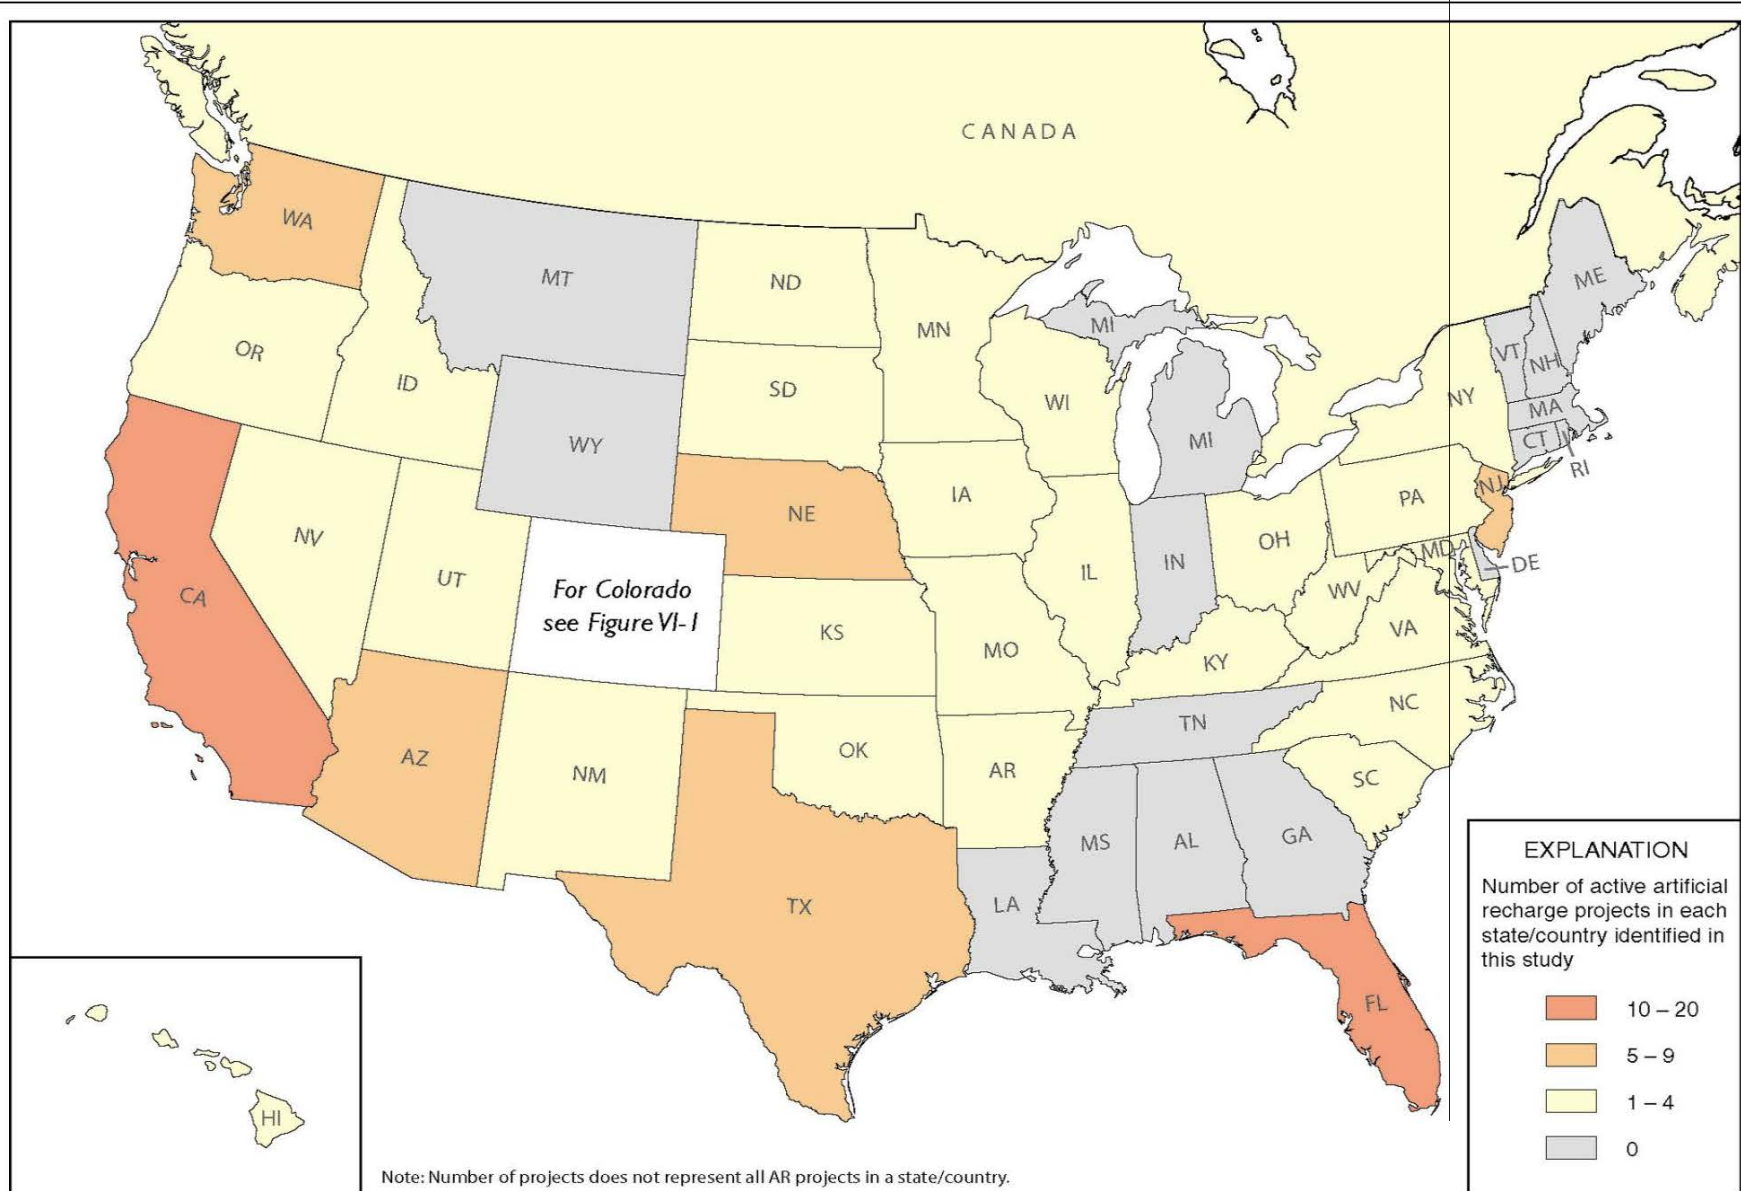 CANADA
WA
MT
ND
MN
MI
ME
VT
NH
OR
ID
SD
WI
NY
MA
WY
MI
CT
RI
IA
PA
NJ
NV
NE
OH
MD
DE
UT
IL
IN
WV
CA
For Colorado
see Figure VI-1
KS
MO
KY
VA
AZ
NM
OK
AR
TN
NC
SC
TX
LA
MS
AL
GA
FL
HI
EXPLANATION
Number of active artificial
recharge projects in each
state/country identified in
this study
10 – 20
5 – 9
1 – 4
0
Note: Number of projects does not represent all AR projects in a state/country.